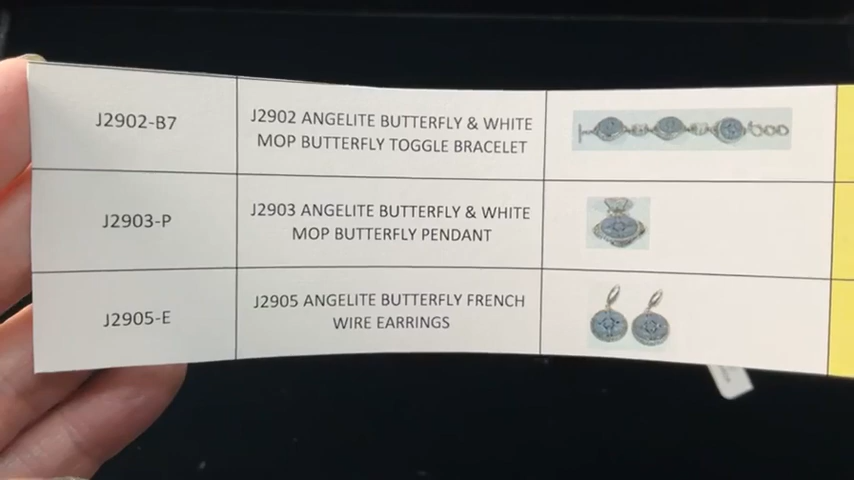 J2902-B7
J2902 ANGELITE BUTTERFLY & WHITE
MOP BUTTERFLY TOGGLE BRACELET
J2903-P
J2903 ANGELITE BUTTERFLY & WHITE
MOP BUTTERFLY PENDANT
J2905-E
J2905 ANGELITE BUTTERFLY FRENCH
WIRE EARRINGS